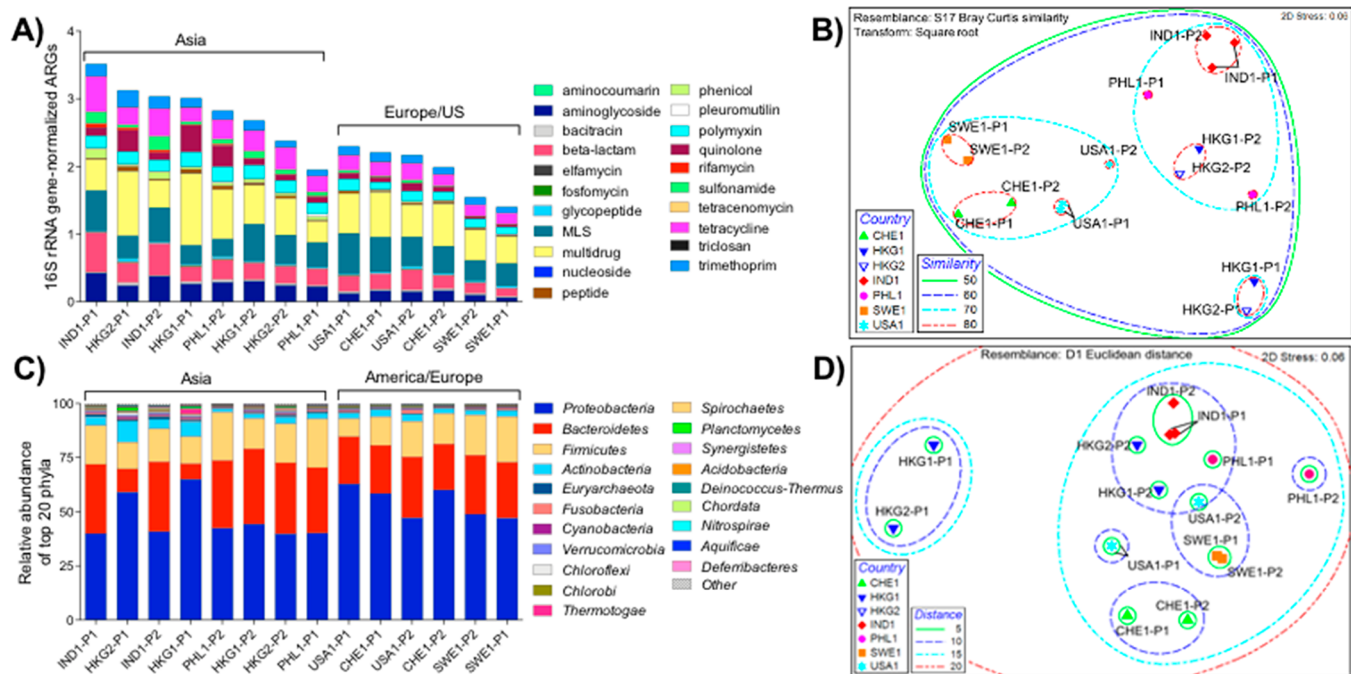 A)
Asia
Europe/US
16S rRNA gene-normalized ARGs
4
3
2
1
0
IND1-P1
HKG2-P1
IND1-P2
HKG1-P1
PHL1-P2
HKG1-P2
HKG2-P2
PHL1-P1
USA1-P1
CHE1-P1
USA1-P2
CHE1-P2
SWE1-P2
SWE1-P1
aminocoumarin
aminoglycoside
bacitracin
beta-lactam
elfamycin
fosfomycin
glycopeptide
MLS
multidrug
nucleoside
peptide
phenicol
pleuromutilin
polymyxin
quinolone
rifamycin
sulfonamide
tetracenomycin
tetracycline
triclosan
trimethoprim
B)
Resemblance: S17 Bray Curtis similarity
Transform: Square root
2D Stress: 0.06
IND1-P2
IND1-P1
PHL1-P1
SWE1-P1
SWE1-P2
USA1-P2
HKG1-P2
HKG2-P2
CHE1-P2
CHE1-P1
USA1-P1
PHL1-P2
HKG1-P1
HKG2-P1
Country
CHE1
HKG1
HKG2
IND1
PHL1
SWE1
USA1
Similarity
50
60
70
80
C)
Asia
America/Europe
Relative abundance
of top 20 phyla
100
75
50
25
0
IND1-P1
HKG2-P1
IND1-P2
HKG1-P1
PHL1-P2
HKG1-P2
HKG2-P2
PHL1-P1
USA1-P1
CHE1-P1
USA1-P2
CHE1-P2
SWE1-P2
SWE1-P1
Proteobacteria
Bacteroidetes
Firmicutes
Actinobacteria
Euryarchaeota
Fusobacteria
Cyanobacteria
Verrucomicrobia
Chloroflexi
Chlorobi
Thermotogae
Spirochaetes
Planctomycetes
Synergistetes
Acidobacteria
Deinococcus-Thermus
Chordata
Nitrospirae
Aquificae
Deferribacteres
Other
D)
Resemblance: D1 Euclidean distance
2D Stress: 0.06
IND1-P2
IND1-P1
HKG2-P2
HKG1-P1
PHL1-P1
PHL1-P2
HKG1-P2
HKG2-P1
USA1-P2
SWE1-P1
USA1-P1
SWE1-P2
CHE1-P2
CHE1-P1
Country
CHE1
HKG1
HKG2
IND1
PHL1
SWE1
USA1
Distance
5
10
15
20